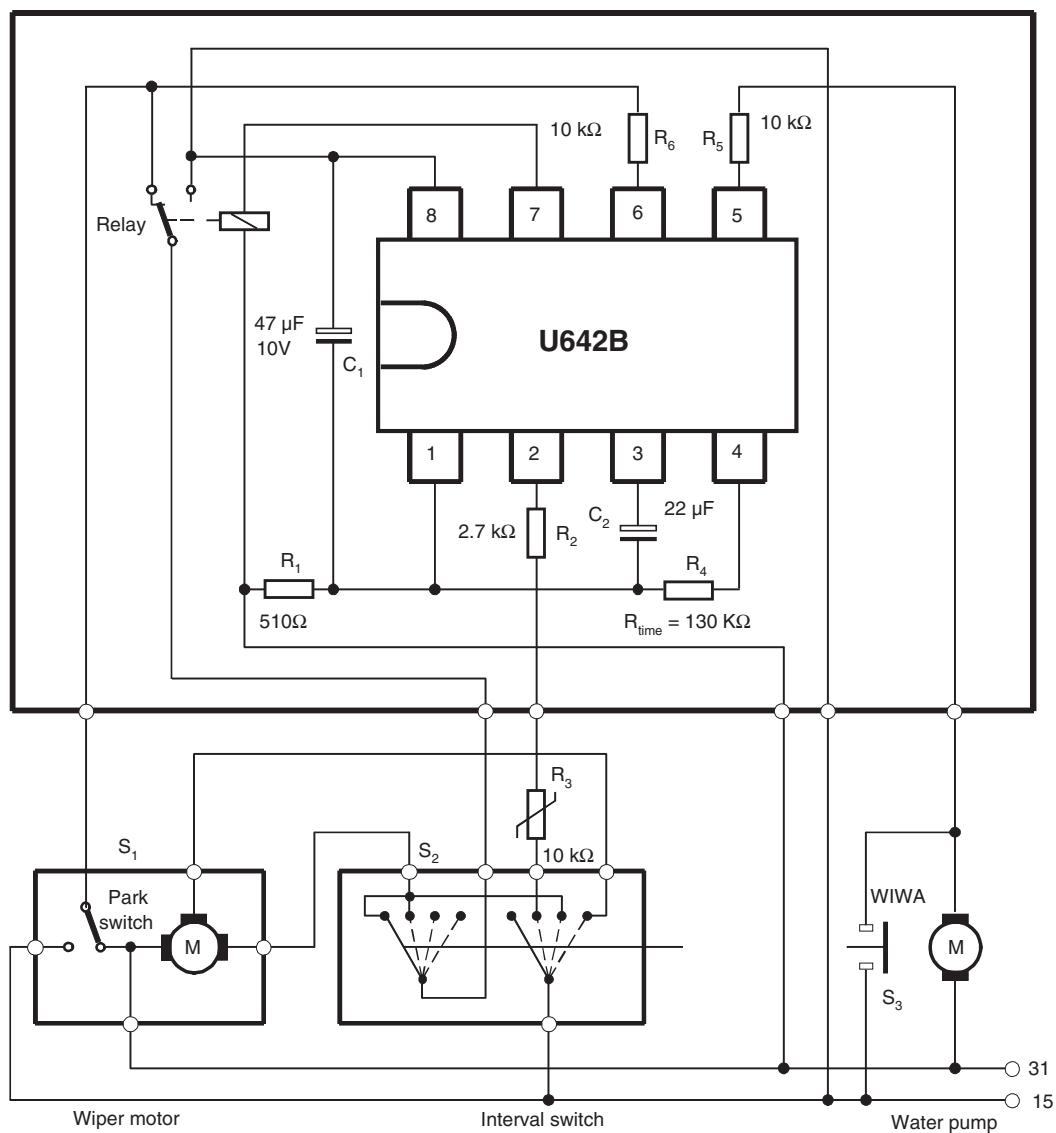 10 kΩ
R6
R5
10 kΩ
8
7
6
5
Relay
47 µF
10V
C1
U642B
1
2
3
4
2.7 kΩ
R2
C2
22 µF
R1
510Ω
R4
Rtime = 130 KΩ
R3
10 kΩ
S1
Park
switch
M
S2
WIWA
M
S3
31
15
Wiper motor
Interval switch
Water pump